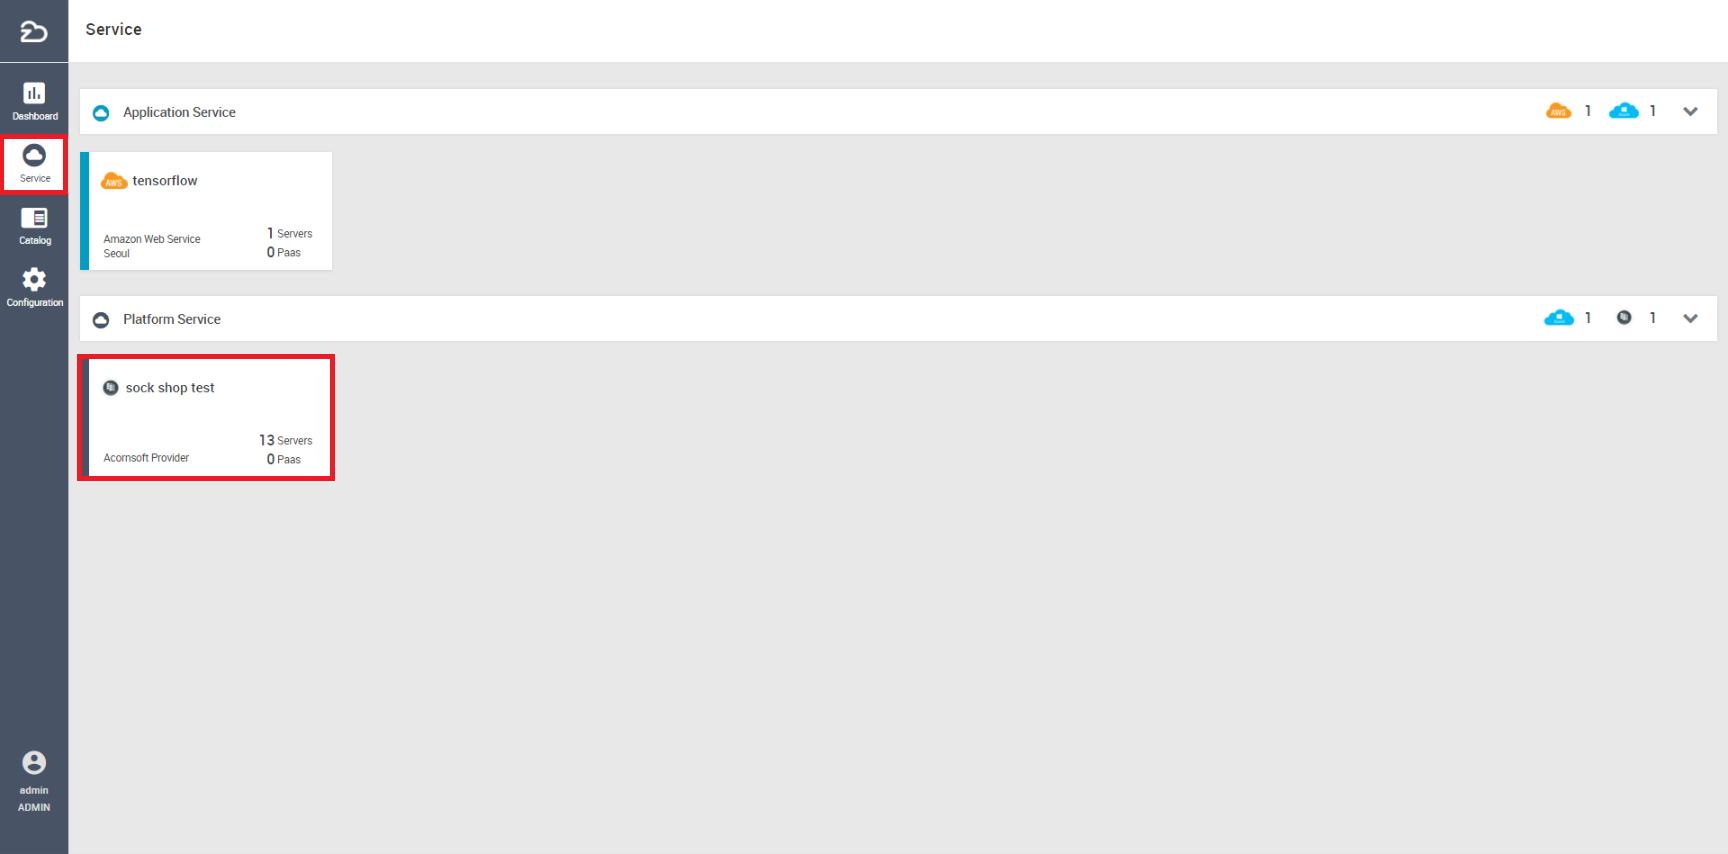 Service
Dashboard
Service
Catalog
Configuration
admin
ADMIN
Application Service
AWS 1 1
AWS tensorflow
Amazon Web Service
Seoul
1 Servers
0 Paas
Platform Service
1 1
sock shop test
Acornsoft Provider
13 Servers
0 Paas